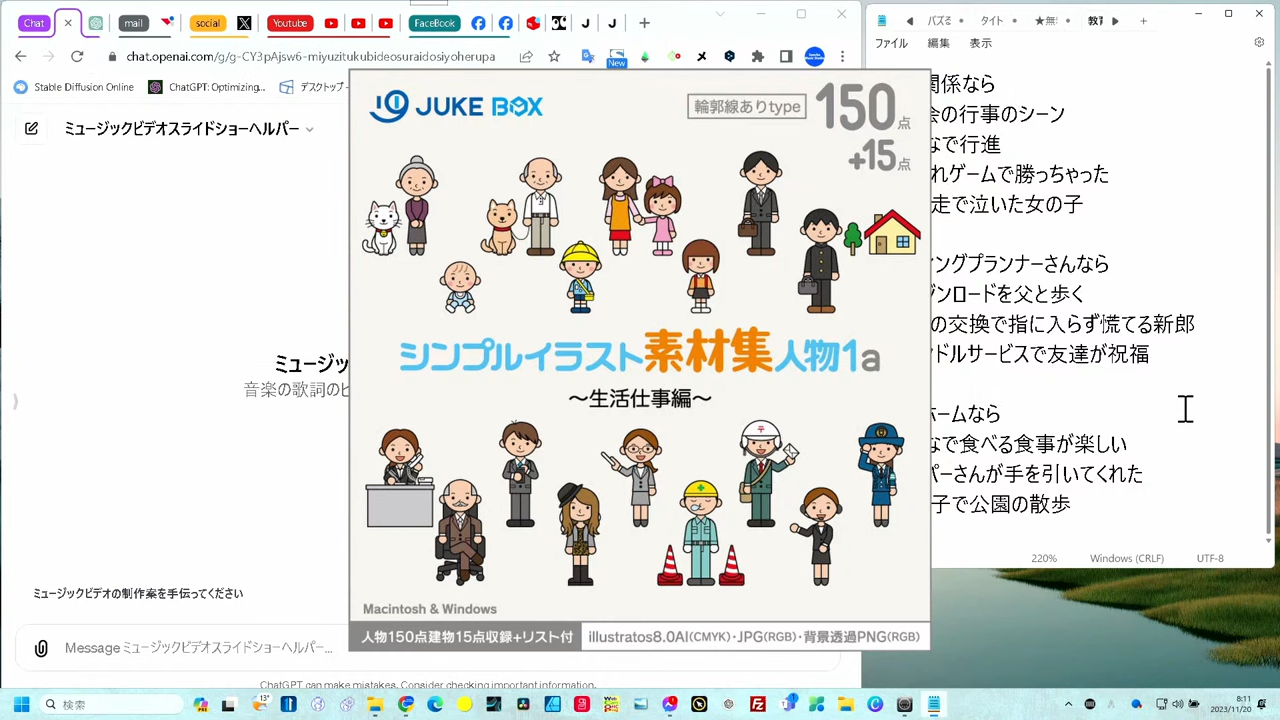 Chat
mail
social
Youtube
FaceBook
chat.openai.com/g/g-CY3pAjsw6-miyuzitukubideosuraidosiyoherupa
New
Stable Diffusion Online
ChatGPT: Optimizing...
デスクトップ -
ミュージックビデオスライドショーヘルパー
ミュージッ
音楽の歌詞のビ
ミュージックビデオの制作案を手伝ってください
Message ミュージックビデオスライドショーヘルパー...
ChatGPT can make mistakes. Consider checking important information.
JUKE BOX
輪郭線ありtype
150点
+15点
シンプルイラスト素材集人物1a
～生活仕事編～
Macintosh & Windows
人物150点建物15点収録+リスト付
illustratos8.0AI(CMYK)・JPG(RGB)・背景透過PNG(RGB)
バズる
タイト
★無
教育
ファイル
編集
表示
関係なら
会の行事のシーン
なで行進
れゲームで勝っちゃった
走で泣いた女の子
ィングプランナーさんなら
ジンロードを父と歩く
の交換で指に入らず慌てる新郎
ンドルサービスで友達が祝福
ホームなら
なで食べる食事が楽しい
パーさんが手を引いてくれた
子で公園の散歩
220%
Windows (CRLF)
UTF-8
検索
13°
8:11
2023/11/20